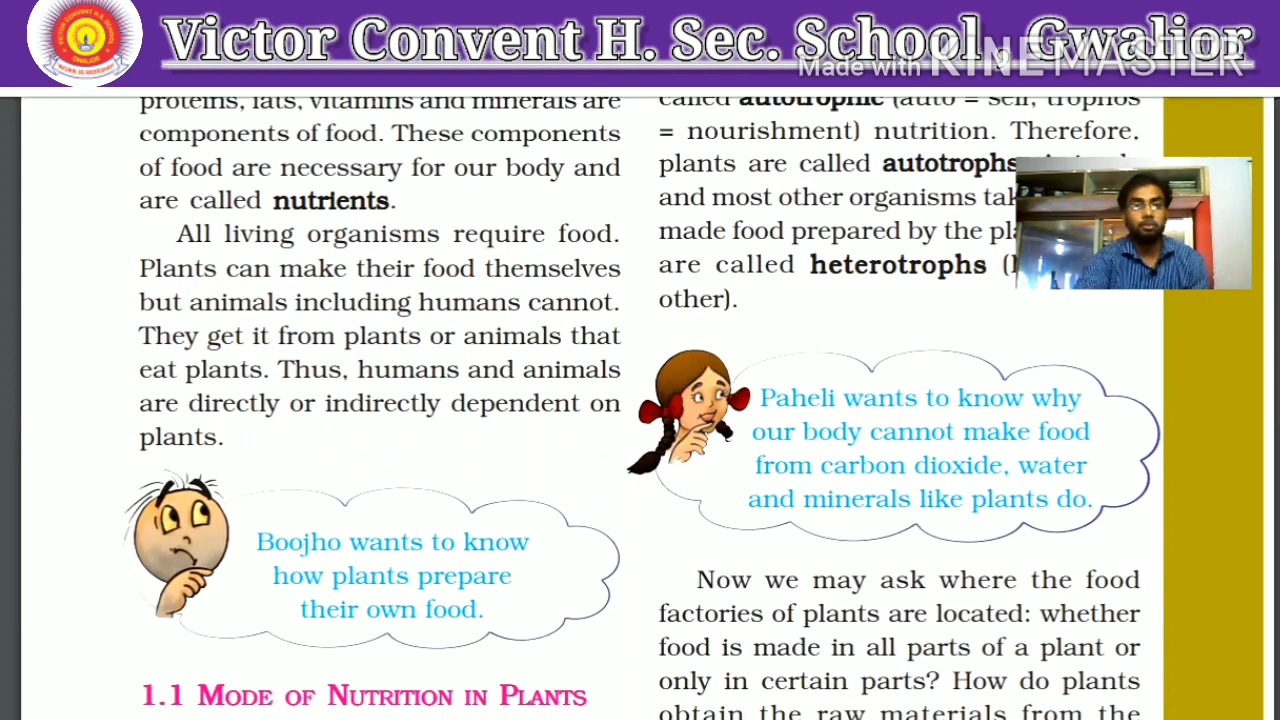 Victor Convent H. Sec. School, Gwalior
Made with KINEMASTER
proteins, fats, vitamins and minerals are
components of food. These components
of food are necessary for our body and
are called nutrients.
All living organisms require food.
Plants can make their food themselves
but animals including humans cannot.
They get it from plants or animals that
eat plants. Thus, humans and animals
are directly or indirectly dependent on
plants.
Boojho wants to know
how plants prepare
their own food.
1.1 MODE OF NUTRITION IN PLANTS
called autotrophic (auto = self; trophos
= nourishment) nutrition. Therefore,
plants are called autotrophs
and most other organisms
made food prepared by the
are called heterotrophs
other).
Paheli wants to know why
our body cannot make food
from carbon dioxide, water
and minerals like plants do.
Now we may ask where the food
factories of plants are located: whether
food is made in all parts of a plant or
only in certain parts? How do plants
obtain the raw materials from the